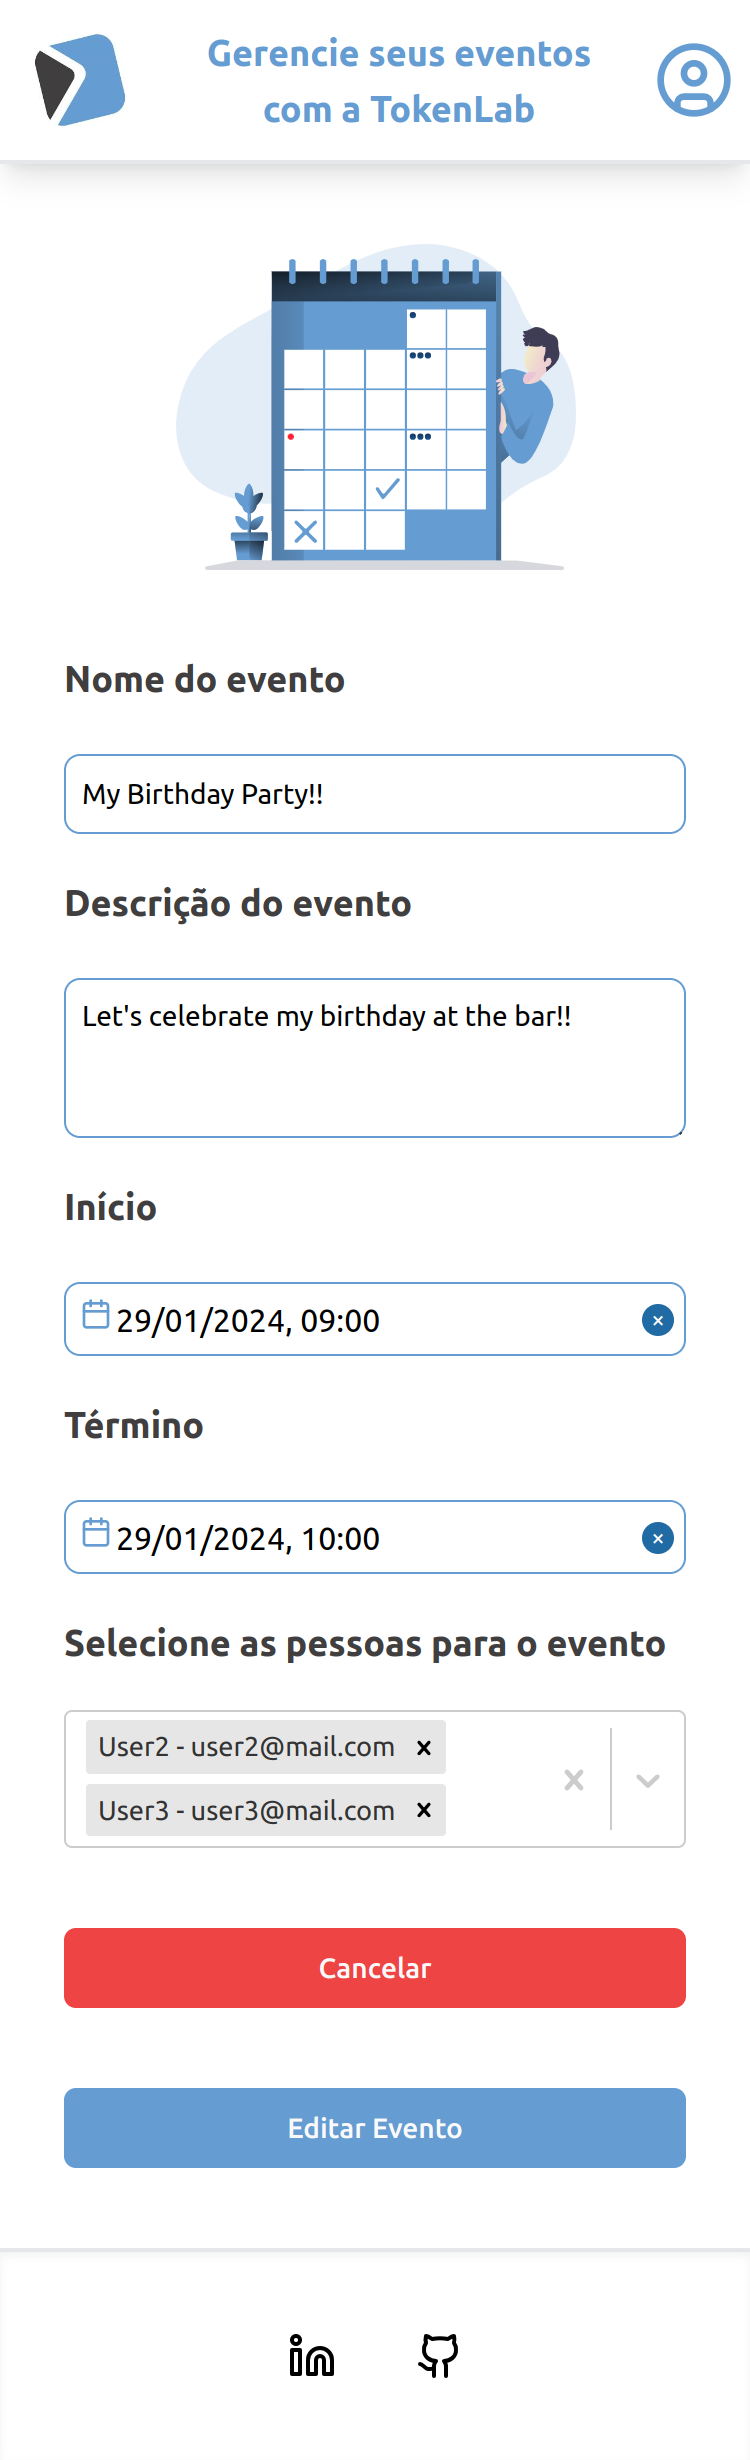 Gerencie seus eventos
com a TokenLab
Nome do evento
My Birthday Party!!
Descrição do evento
Let's celebrate my birthday at the bar!!
Início
29/01/2024, 09:00
Término
29/01/2024, 10:00
Selecione as pessoas para o evento
User2 - user2@mail.com
User3 - user3@mail.com
Cancelar
Editar Evento